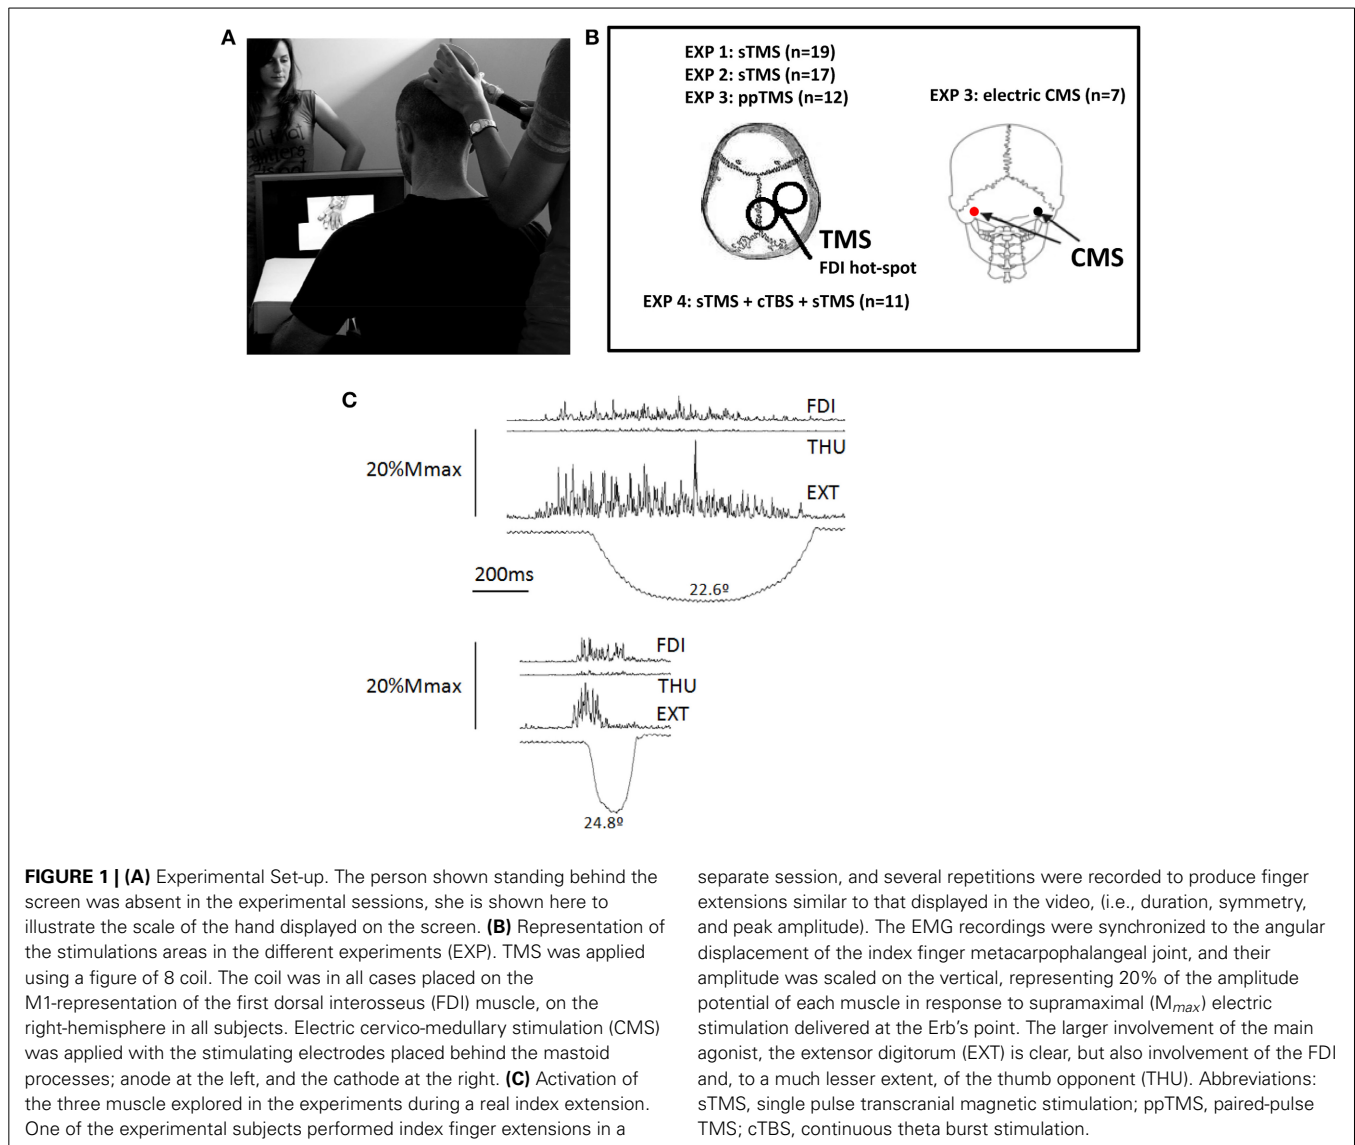 A
B
EXP 1: sTMS (n=19)
EXP 2: sTMS (n=17)
EXP 3: ppTMS (n=12)
EXP 3: electric CMS (n=7)
TMS
FDI hot-spot
CMS
EXP 4: sTMS + cTBS + sTMS (n=11)
C
FDI
THU
20%Mmax
EXT
200ms
22.6º
FDI
20%Mmax
THU
EXT
24.8º
FIGURE 1 | (A) Experimental Set-up. The person shown standing behind the
screen was absent in the experimental sessions, she is shown here to
illustrate the scale of the hand displayed on the screen. (B) Representation of
the stimulations areas in the different experiments (EXP). TMS was applied
using a figure of 8 coil. The coil was in all cases placed on the
M1-representation of the first dorsal interosseus (FDI) muscle, on the
right-hemisphere in all subjects. Electric cervico-medullary stimulation (CMS)
was applied with the stimulating electrodes placed behind the mastoid
processes; anode at the left, and the cathode at the right. (C) Activation of
the three muscle explored in the experiments during a real index extension.
One of the experimental subjects performed index finger extensions in a
separate session, and several repetitions were recorded to produce finger
extensions similar to that displayed in the video, (i.e., duration, symmetry,
and peak amplitude). The EMG recordings were synchronized to the angular
displacement of the index finger metacarpophalangeal joint, and their
amplitude was scaled on the vertical, representing 20% of the amplitude
potential of each muscle in response to supramaximal (Mmax) electric
stimulation delivered at the Erb's point. The larger involvement of the main
agonist, the extensor digitorum (EXT) is clear, but also involvement of the FDI
and, to a much lesser extent, of the thumb opponent (THU). Abbreviations:
sTMS, single pulse transcranial magnetic stimulation; ppTMS, paired-pulse
TMS; cTBS, continuous theta burst stimulation.